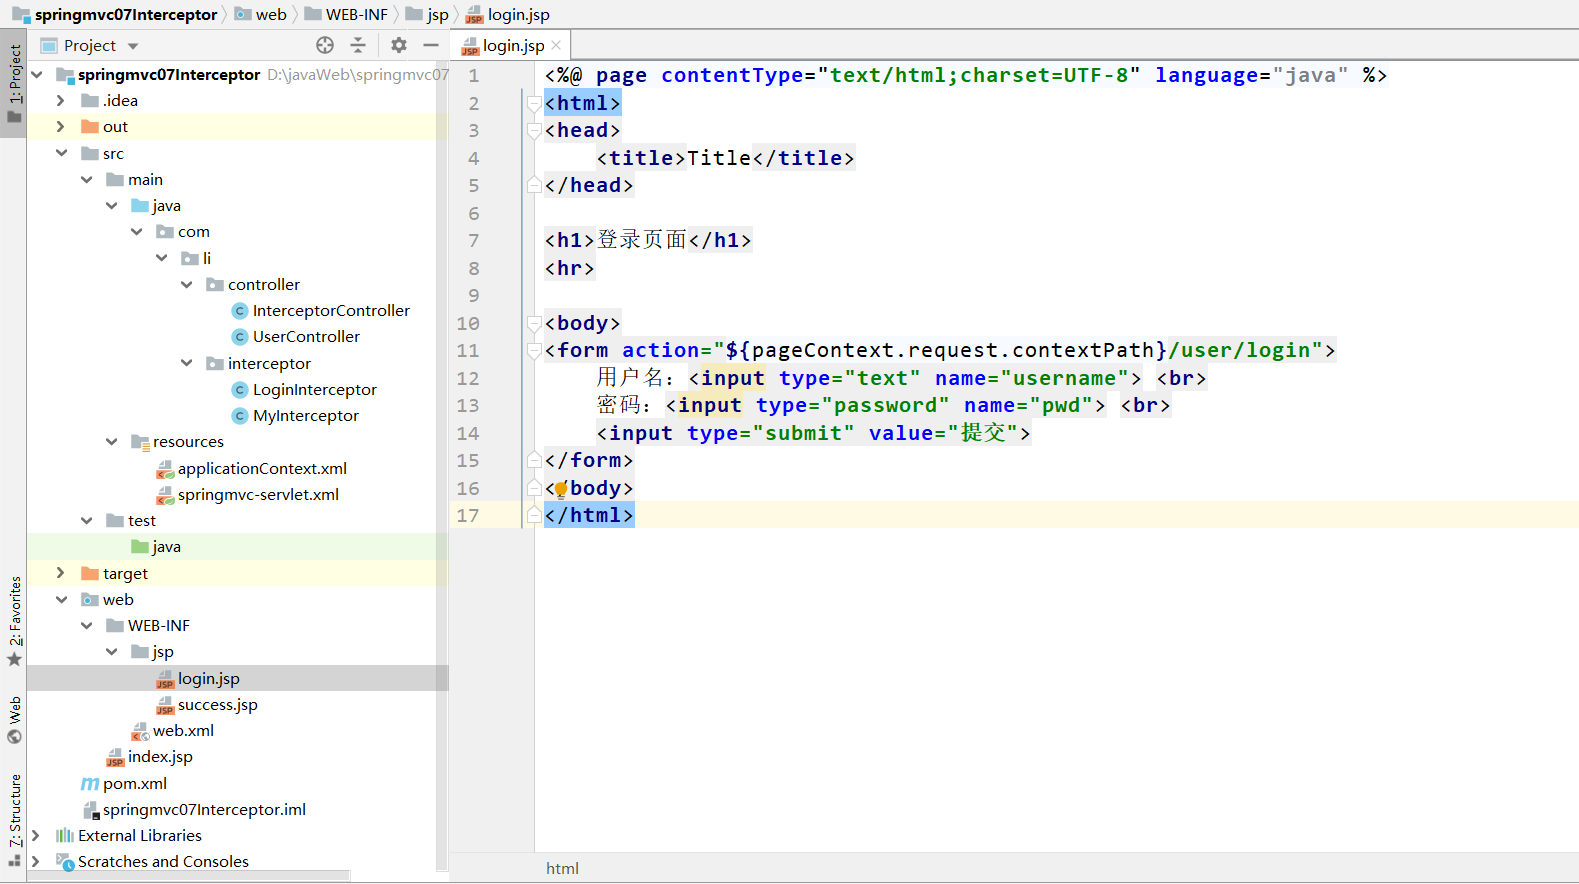 springmvc07Interceptor web WEB-INF jsp login.jsp
Project
login.jsp
1: Project
2: Favorites
Web
7: Structure
springmvc07Interceptor D:\javaWeb\springmvc07
.idea
out
src
main
java
com
li
controller
InterceptorController
UserController
interceptor
LoginInterceptor
MyInterceptor
resources
applicationContext.xml
springmvc-servlet.xml
test
java
target
web
WEB-INF
jsp
login.jsp
success.jsp
web.xml
index.jsp
pom.xml
springmvc07Interceptor.iml
External Libraries
Scratches and Consoles
1 <%@ page contentType="text/html;charset=UTF-8" language="java" %>
2 <html>
3 <head>
4     <title>Title</title>
5 </head>
6
7 <h1>登录页面</h1>
8 <hr>
9
10 <body>
11 <form action="${pageContext.request.contextPath}/user/login">
12     用户名：<input type="text" name="username"> <br>
13     密码：<input type="password" name="pwd"> <br>
14     <input type="submit" value="提交">
15 </form>
16 </body>
17 </html>
html